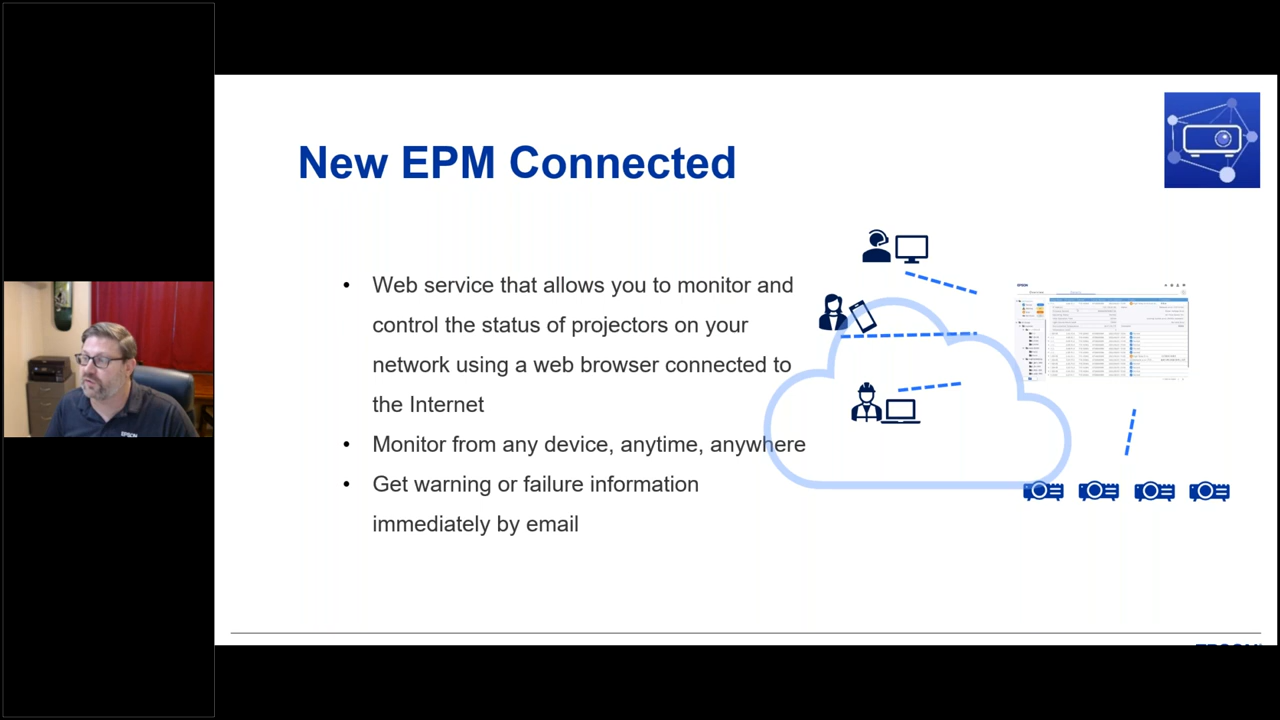 New EPM Connected
• Web service that allows you to monitor and
control the status of projectors on your
network using a web browser connected to
the Internet
• Monitor from any device, anytime, anywhere
• Get warning or failure information
immediately by email
EPSON
EPSON